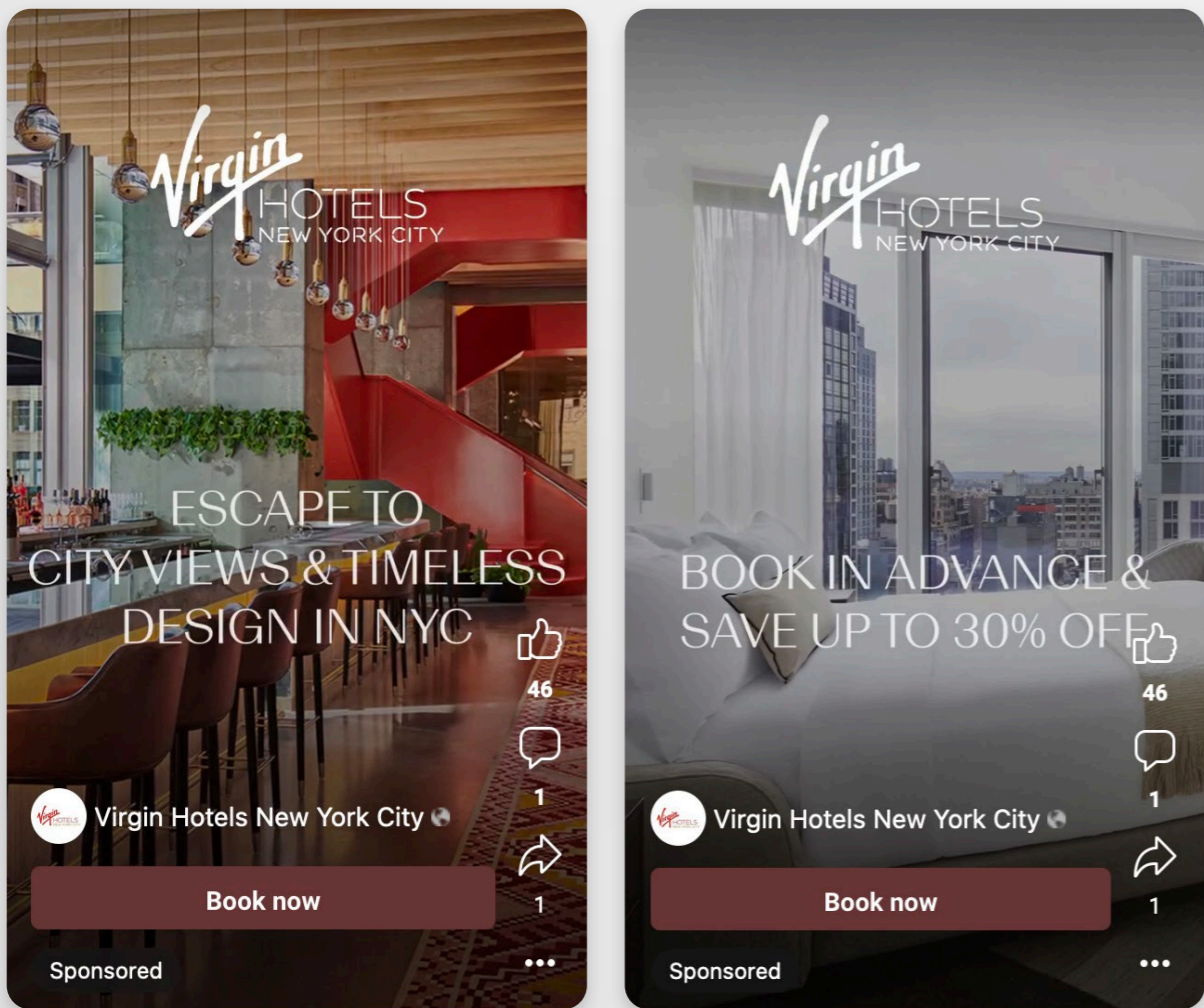 Virgin
HOTELS
NEW YORK CITY
ESCAPE TO
CITY VIEWS & TIMELESS
DESIGN IN NYC
46
1
Virgin Hotels New York City
Book now
1
Sponsored
Virgin
HOTELS
NEW YORK CITY
BOOK IN ADVANCE &
SAVE UP TO 30% OFF
46
1
Virgin Hotels New York City
Book now
1
Sponsored